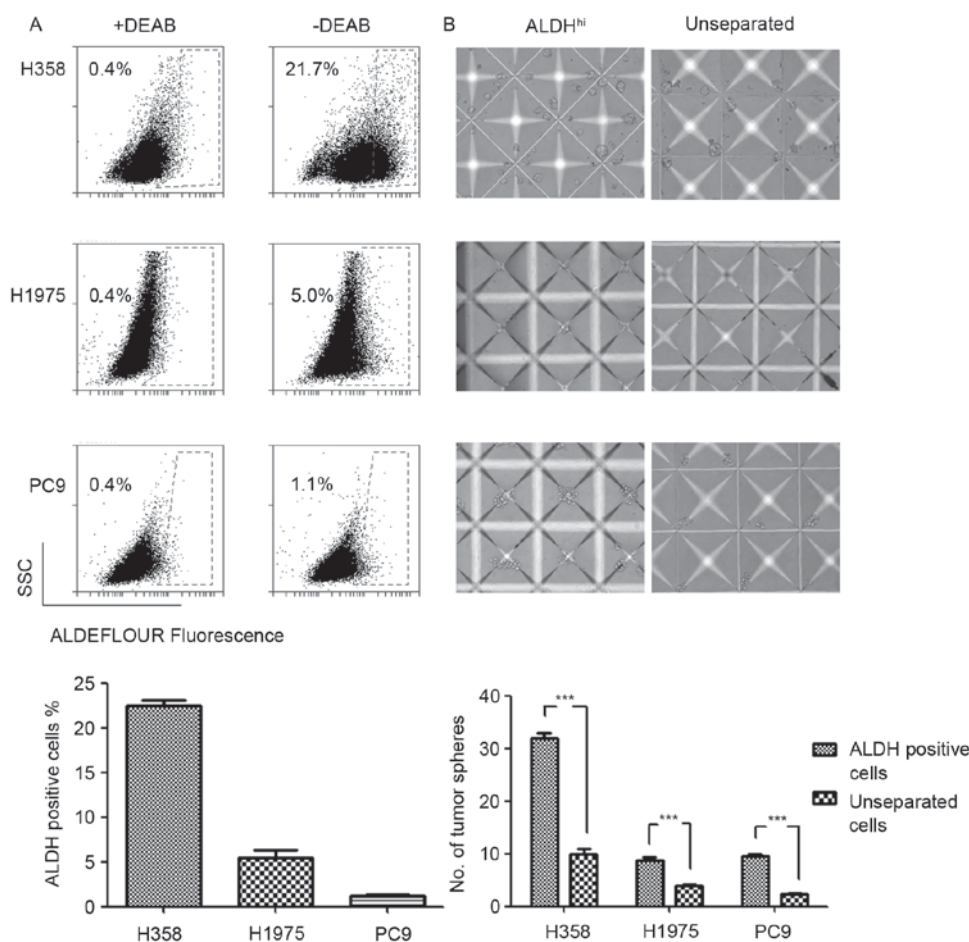 A +DEAB -DEAB B ALDHhi Unseparated
H358 0.4% 21.7%
H1975 0.4% 5.0%
PC9 0.4% 1.1%
SSC
ALDEFLOUR Fluorescence
ALDH positive cells %
25
20
15
10
5
0
H358 H1975 PC9
No. of tumor spheres
40
30
20
10
0
*** *** ***
H358 H1975 PC9
ALDH positive
cells
Unseparated
cells